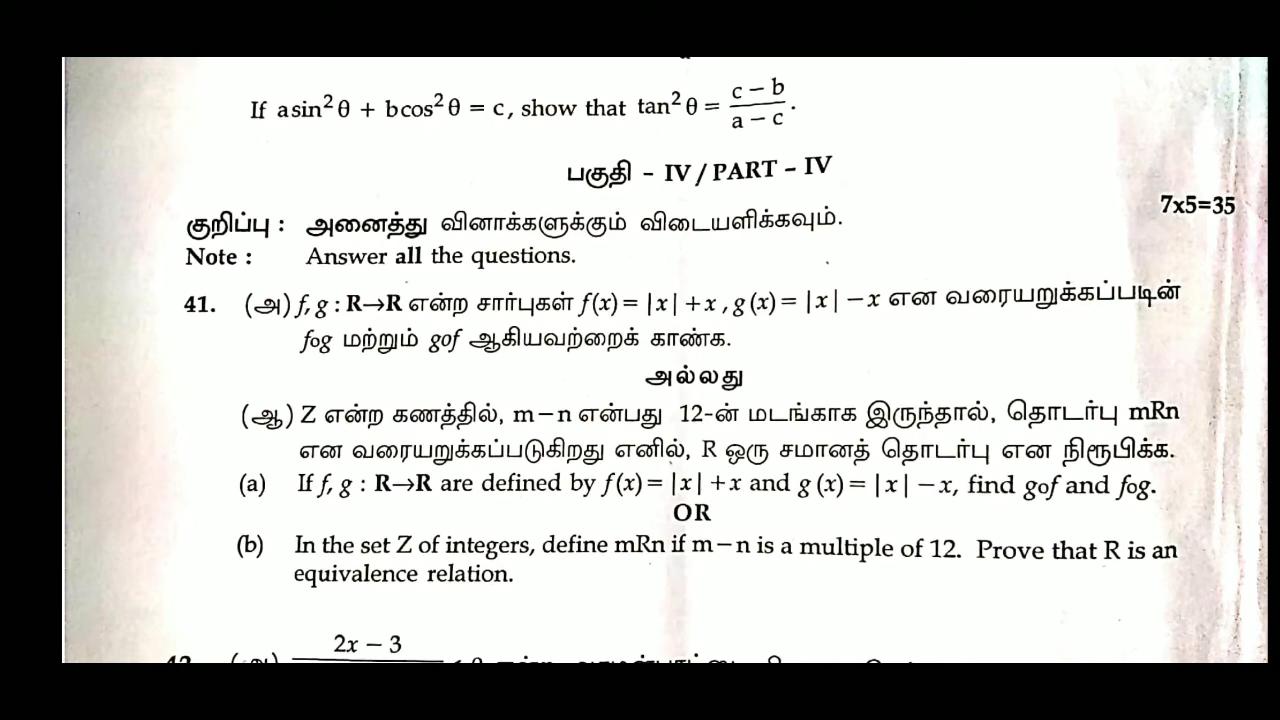 If a sin²θ + b cos²θ = c, show that tan²θ = (c − b)/(a − c).
பகுதி - IV / PART - IV
7x5=35
குறிப்பு : அனைத்து வினாக்களுக்கும் விடையளிக்கவும்.
Note : Answer all the questions.
41. (அ) f, g : R→R என்ற சார்புகள் f(x) = |x| + x , g (x) = |x| − x என வரையறுக்கப்படின்
fog மற்றும் gof ஆகியவற்றைக் காண்க.
அல்லது
(ஆ) Z என்ற கணத்தில், m − n என்பது 12-ன் மடங்காக இருந்தால், தொடர்பு mRn
என வரையறுக்கப்படுகிறது எனில், R ஒரு சமானத் தொடர்பு என நிரூபிக்க.
(a) If f, g : R→R are defined by f(x) = |x| + x and g (x) = |x| − x, find gof and fog.
OR
(b) In the set Z of integers, define mRn if m − n is a multiple of 12. Prove that R is an
equivalence relation.
2x − 3
42. (அ)